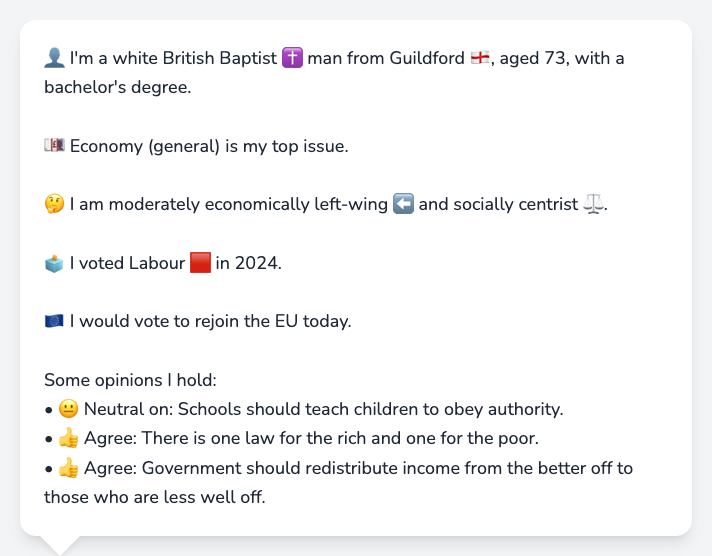 👤 I'm a white British Baptist ✝️ man from Guildford 🏴󠁧󠁢󠁥󠁮󠁧󠁿, aged 73, with a
bachelor's degree.
💷 Economy (general) is my top issue.
🤔 I am moderately economically left-wing ⬅️ and socially centrist ⚖️.
🗳️ I voted Labour 🟥 in 2024.
🇪🇺 I would vote to rejoin the EU today.
Some opinions I hold:
• 😐 Neutral on: Schools should teach children to obey authority.
• 👍 Agree: There is one law for the rich and one for the poor.
• 👍 Agree: Government should redistribute income from the better off to
those who are less well off.